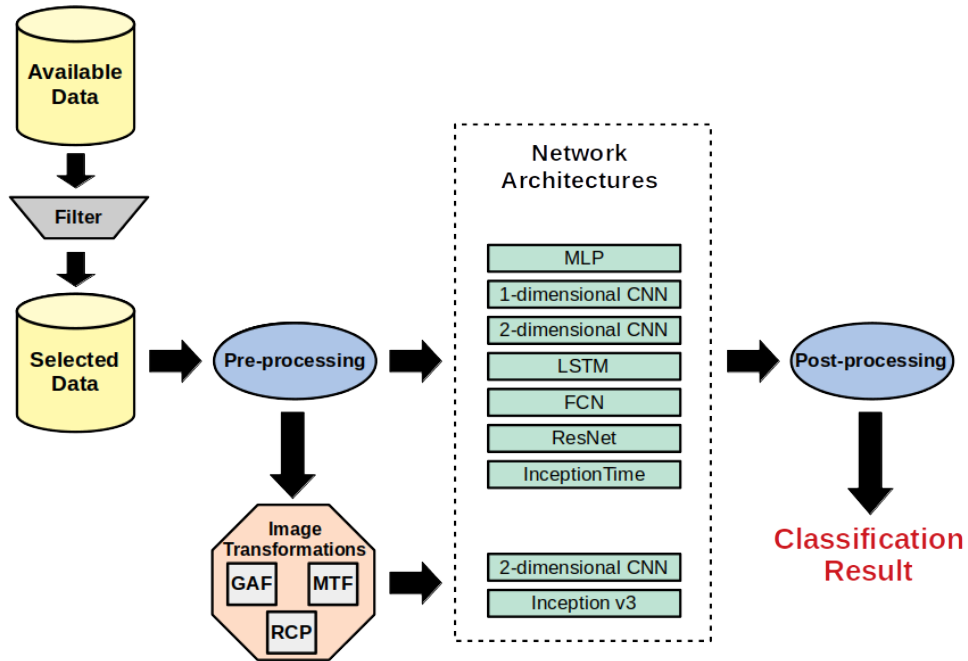 Available
Data
Filter
Selected
Data
Pre-processing
Image
Transformations
GAF
MTF
RCP
Network
Architectures
MLP
1-dimensional CNN
2-dimensional CNN
LSTM
FCN
ResNet
InceptionTime
2-dimensional CNN
Inception v3
Post-processing
Classification
Result